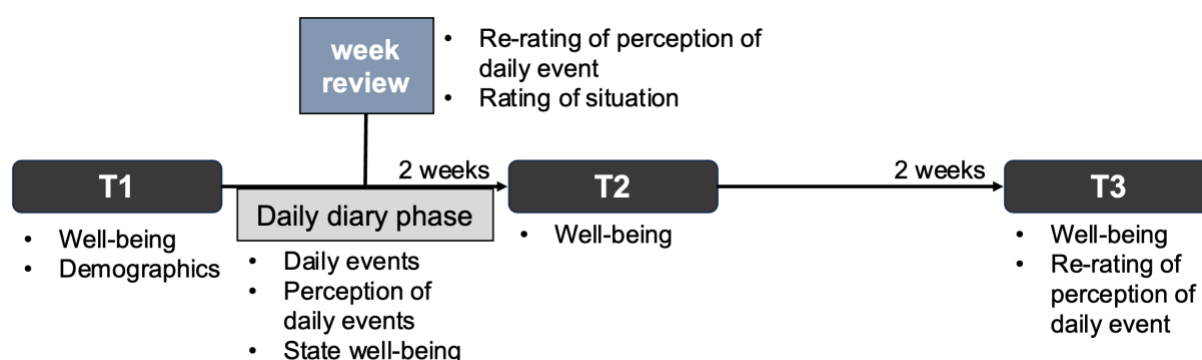 week
review
• Re-rating of perception of
daily event
• Rating of situation
T1
2 weeks
T2
2 weeks
T3
Daily diary phase
• Well-being
• Demographics
• Daily events
• Perception of
daily events
• State well-being
• Well-being
• Well-being
• Re-rating of
perception of
daily event